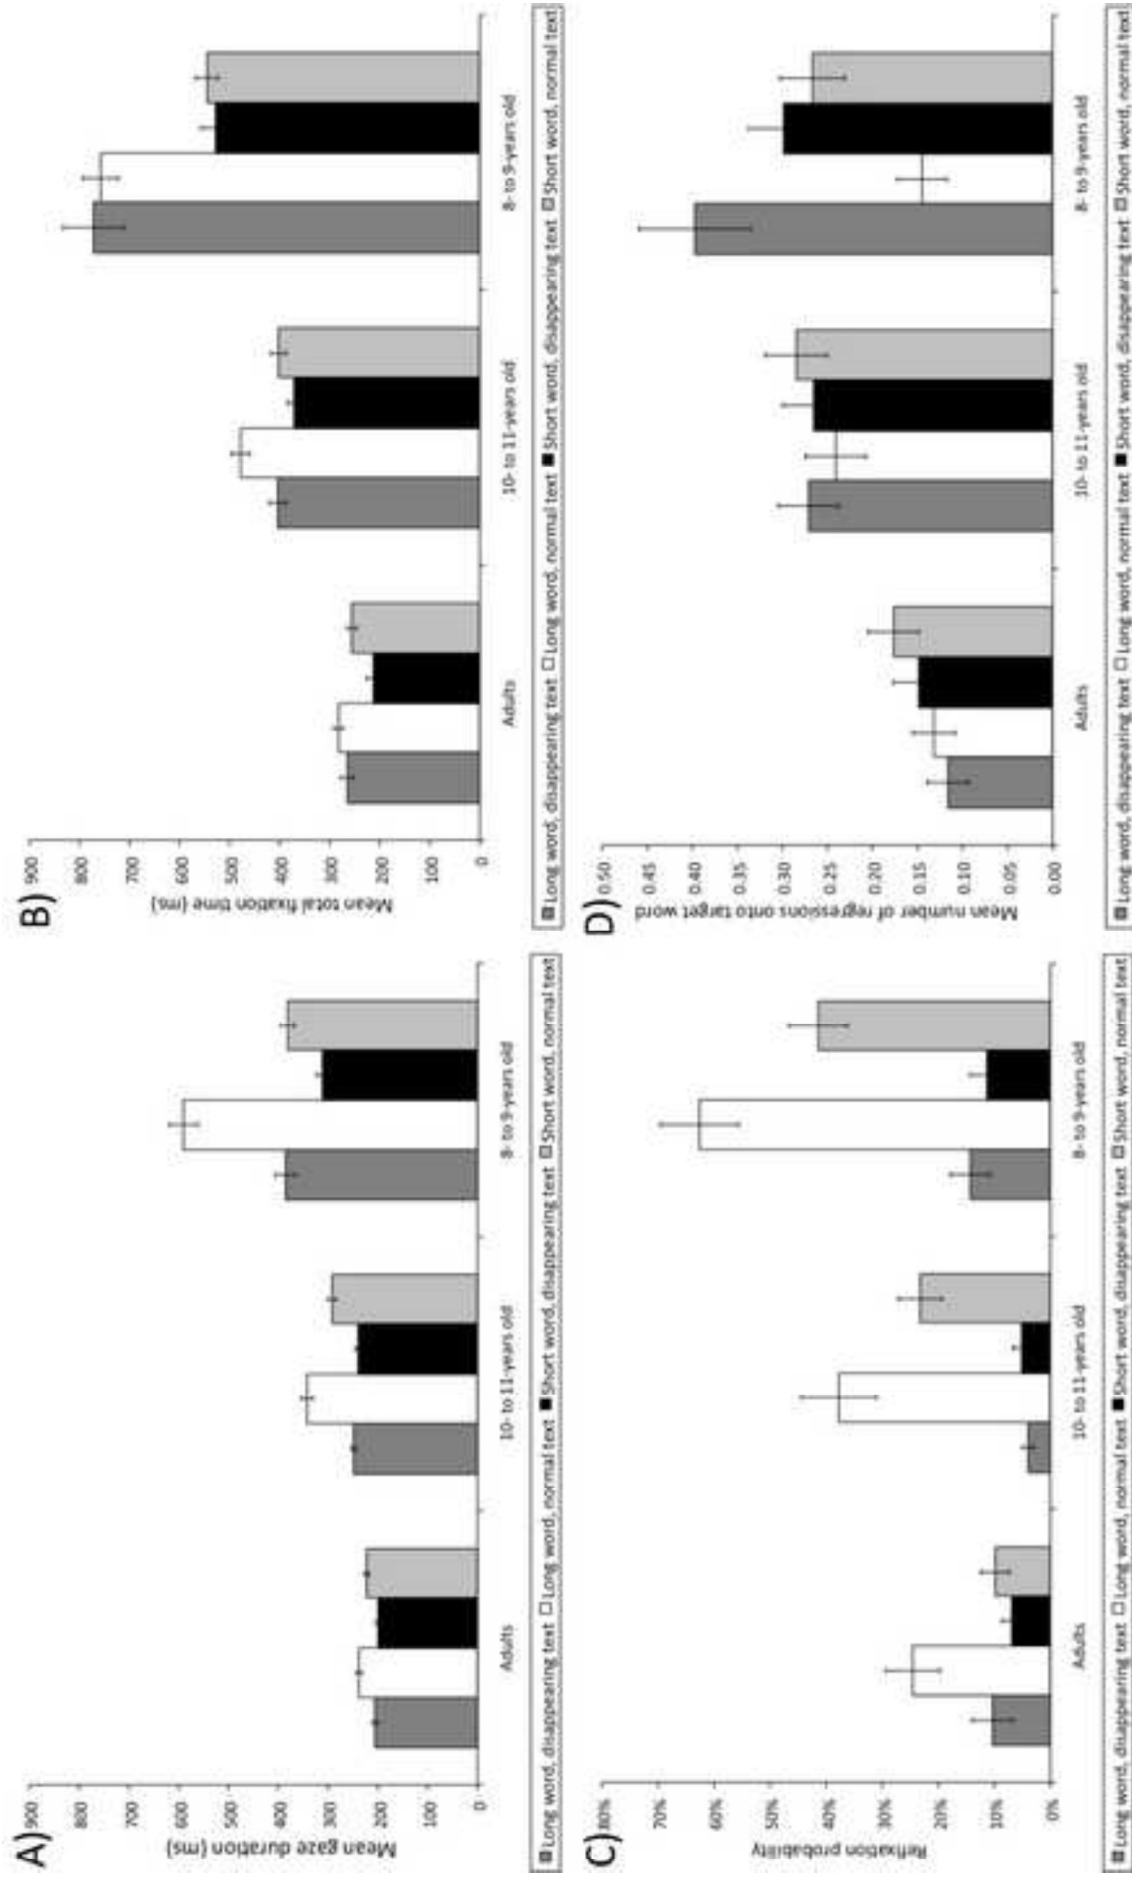 A)
Mean gaze duration (ms)
900
800
700
600
500
400
300
200
100
0
Adults
10- to 11-years old
8- to 9-years old
Long word, disappearing text Long word, normal text Short word, disappearing text Short word, normal text
B)
Mean total fixation time (ms)
900
800
700
600
500
400
300
200
100
0
Adults
10- to 11-years old
8- to 9-years old
Long word, disappearing text Long word, normal text Short word, disappearing text Short word, normal text
C)
Refixation probability
80%
70%
60%
50%
40%
30%
20%
10%
0%
Adults
10- to 11-years old
8- to 9-years old
Long word, disappearing text Long word, normal text Short word, disappearing text Short word, normal text
D)
Mean number of regressions onto target word
0.50
0.45
0.40
0.35
0.30
0.25
0.20
0.15
0.10
0.05
0.00
Adults
10- to 11-years old
8- to 9-years old
Long word, disappearing text Long word, normal text Short word, disappearing text Short word, normal text